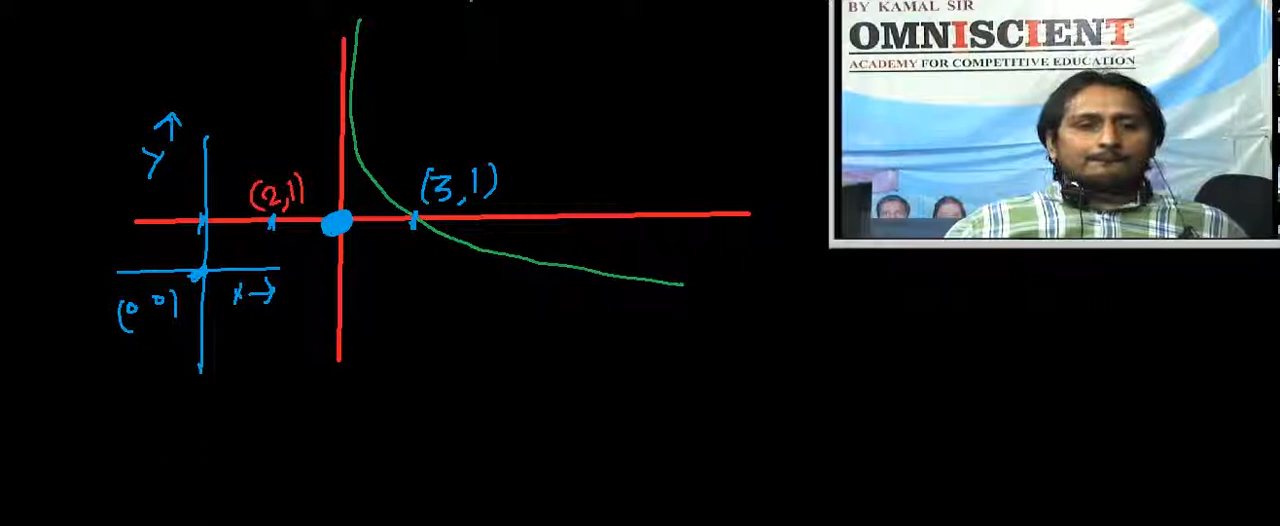 BY KAMAL SIR
OMNISCIENT
ACADEMY FOR COMPETITIVE EDUCATION
y
(2,1)
(3,1)
(0 0)
x →